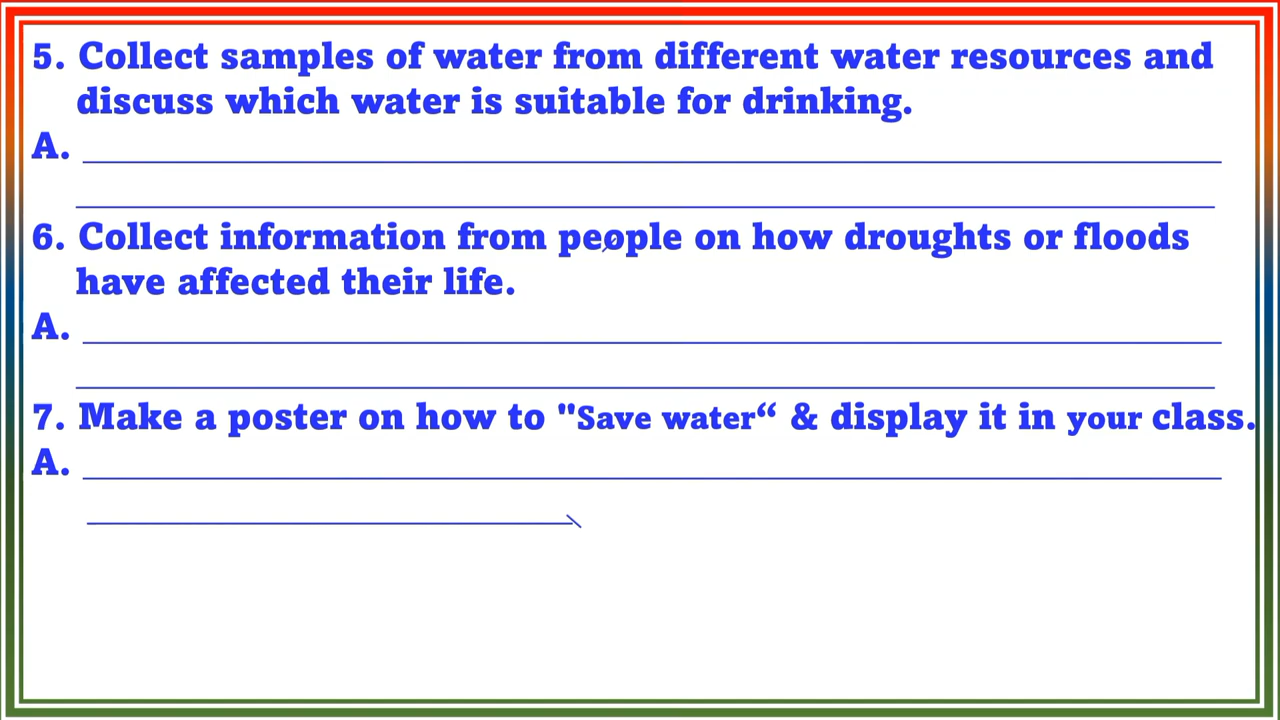 5. Collect samples of water from different water resources and
discuss which water is suitable for drinking.
A.
6. Collect information from people on how droughts or floods
have affected their life.
A.
7. Make a poster on how to "Save water“ & display it in your class.
A.